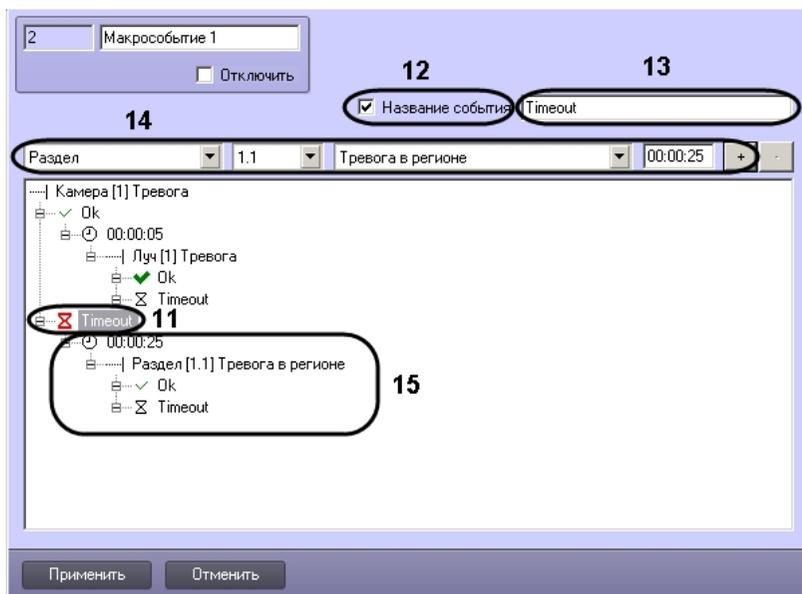 2 Макрособытие 1
Отключить
12
13
Название события Timeout
14
Раздел 1.1 Тревога в регионе 00:00:25 + -
Камера [1] Тревога
Ok
00:00:05
Луч [1] Тревога
Ok
Timeout
Timeout 11
00:00:25
Раздел [1.1] Тревога в регионе
Ok
15
Timeout
Применить Отменить